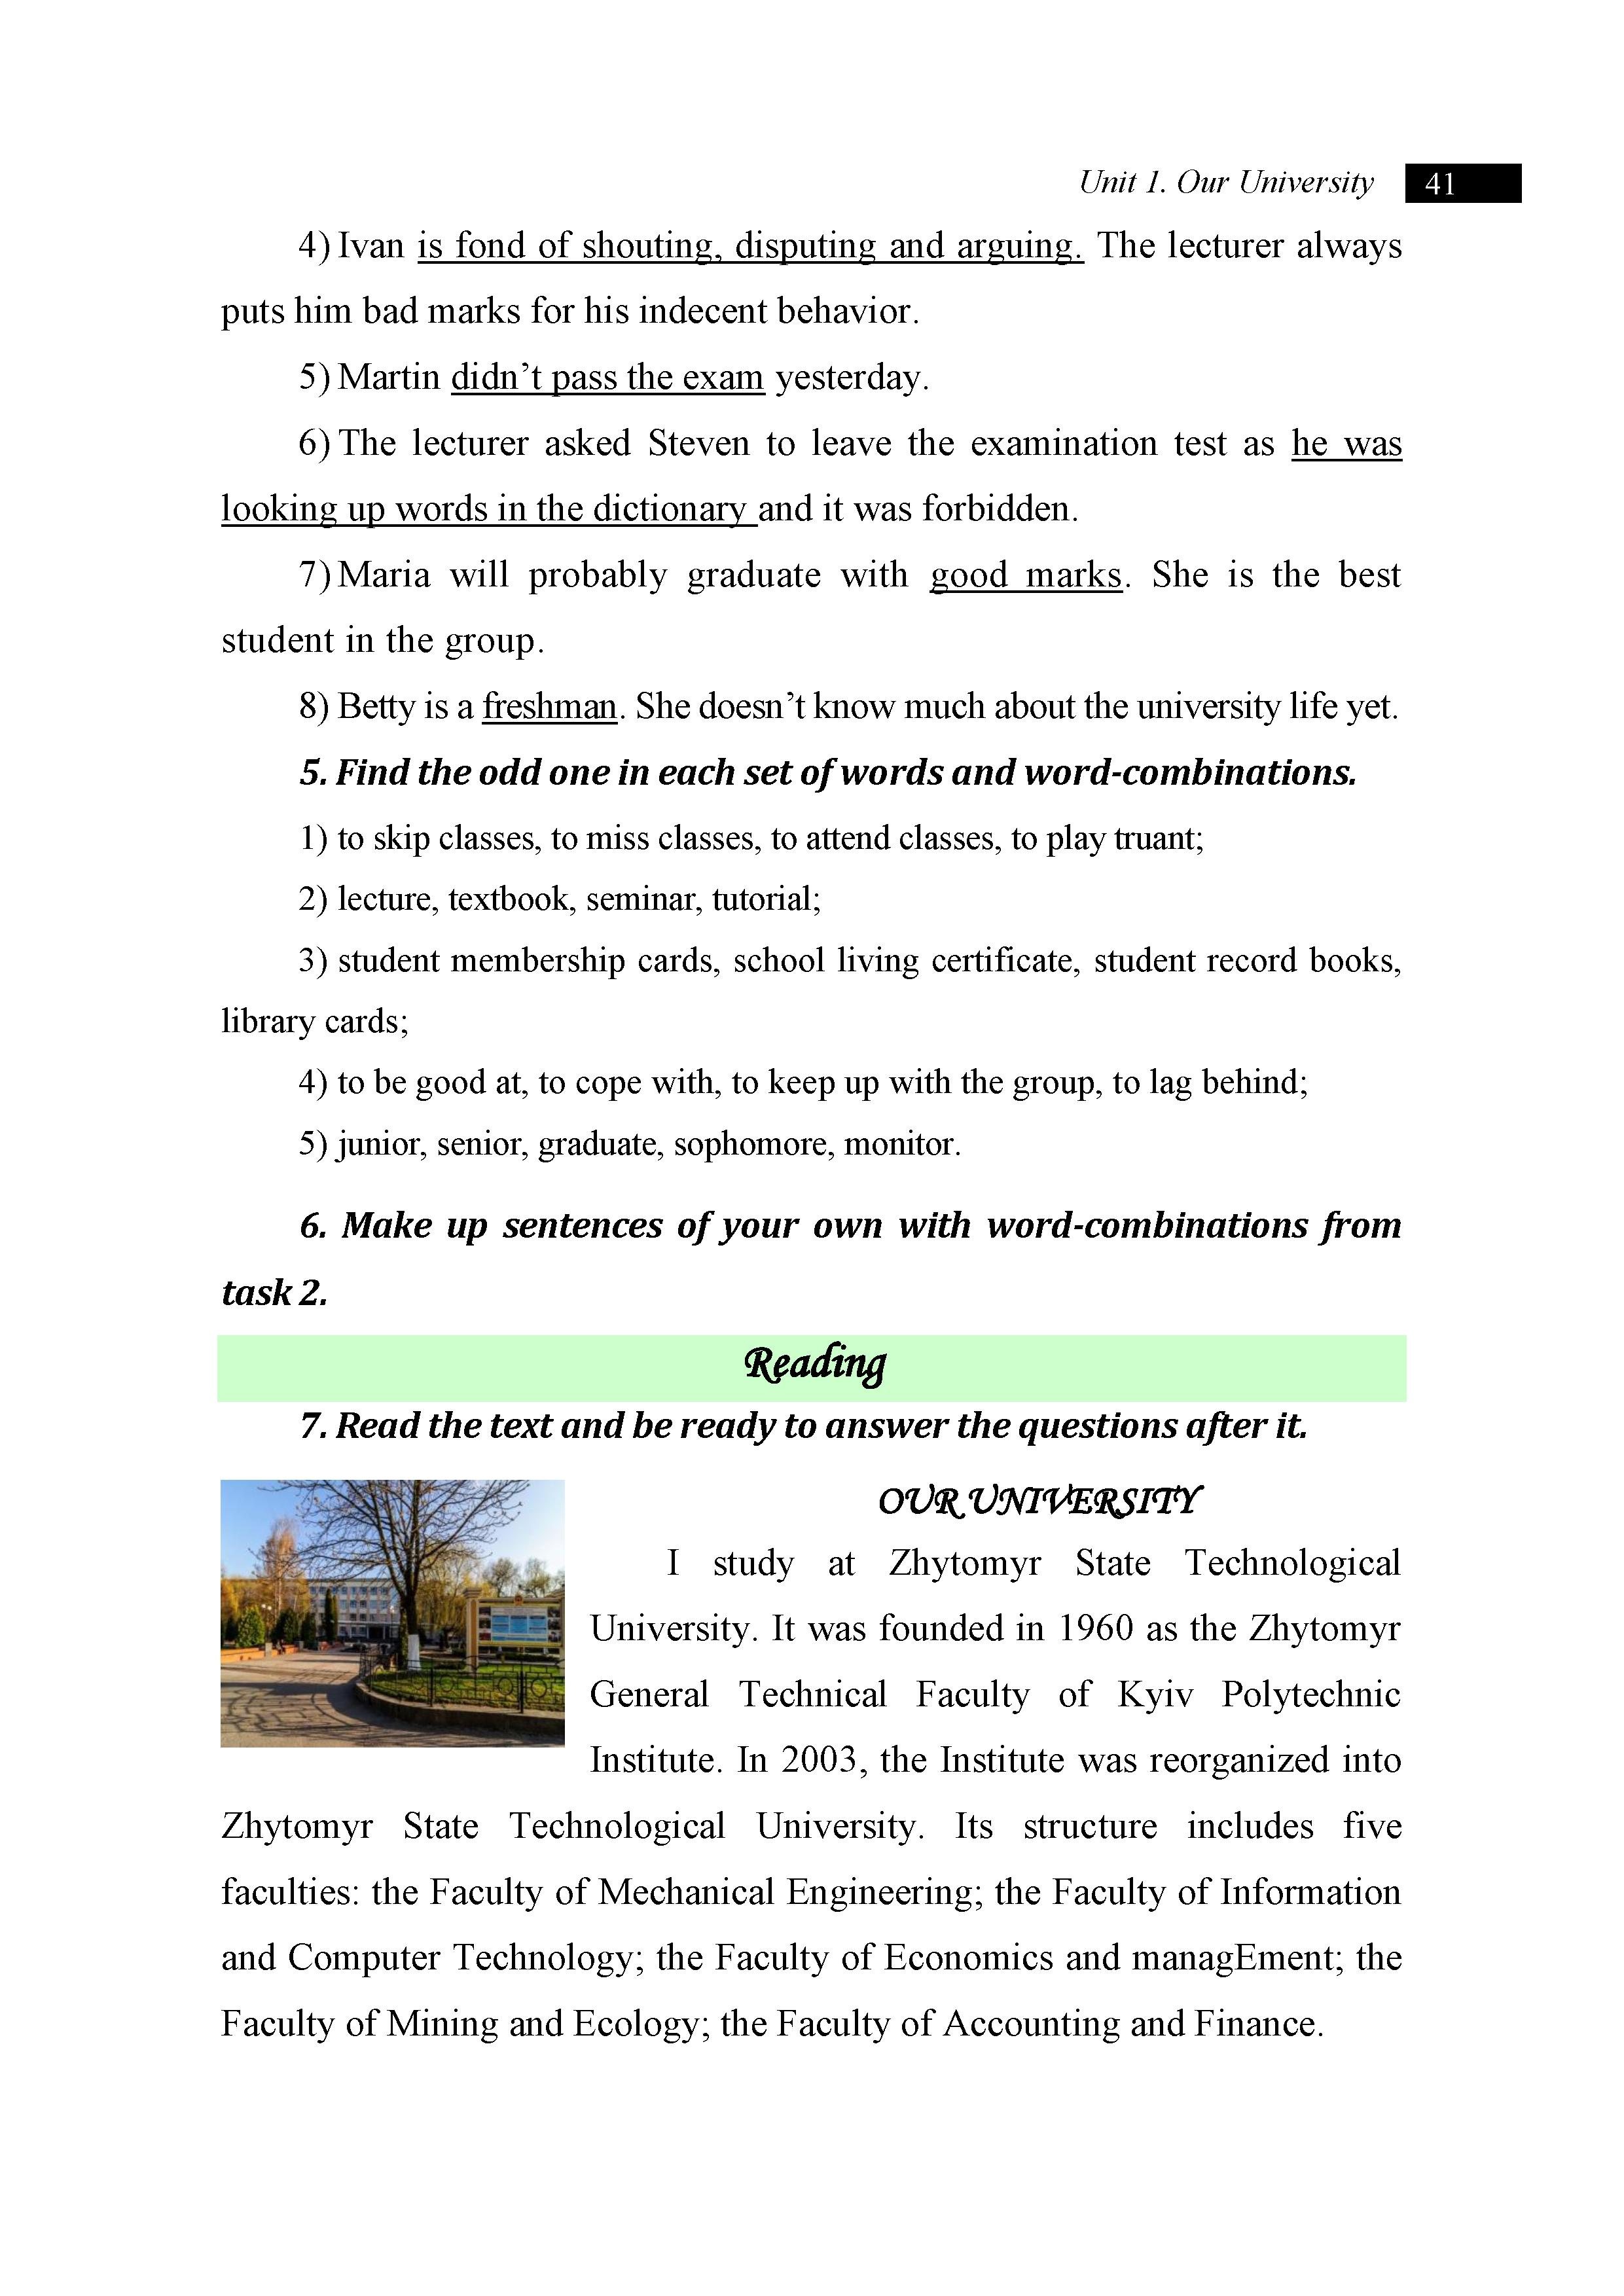 Unit 1. Our University 41
4) Ivan is fond of shouting, disputing and arguing. The lecturer always
puts him bad marks for his indecent behavior.
5) Martin didn’t pass the exam yesterday.
6) The lecturer asked Steven to leave the examination test as he was
looking up words in the dictionary and it was forbidden.
7) Maria will probably graduate with good marks. She is the best
student in the group.
8) Betty is a freshman. She doesn’t know much about the university life yet.
5. Find the odd one in each set of words and word-combinations.
1) to skip classes, to miss classes, to attend classes, to play truant;
2) lecture, textbook, seminar, tutorial;
3) student membership cards, school living certificate, student record books,
library cards;
4) to be good at, to cope with, to keep up with the group, to lag behind;
5) junior, senior, graduate, sophomore, monitor.
6. Make up sentences of your own with word-combinations from
task 2.
Reading
7. Read the text and be ready to answer the questions after it.
OUR UNIVERSITY
I study at Zhytomyr State Technological
University. It was founded in 1960 as the Zhytomyr
General Technical Faculty of Kyiv Polytechnic
Institute. In 2003, the Institute was reorganized into
Zhytomyr State Technological University. Its structure includes five
faculties: the Faculty of Mechanical Engineering; the Faculty of Information
and Computer Technology; the Faculty of Economics and managEment; the
Faculty of Mining and Ecology; the Faculty of Accounting and Finance.